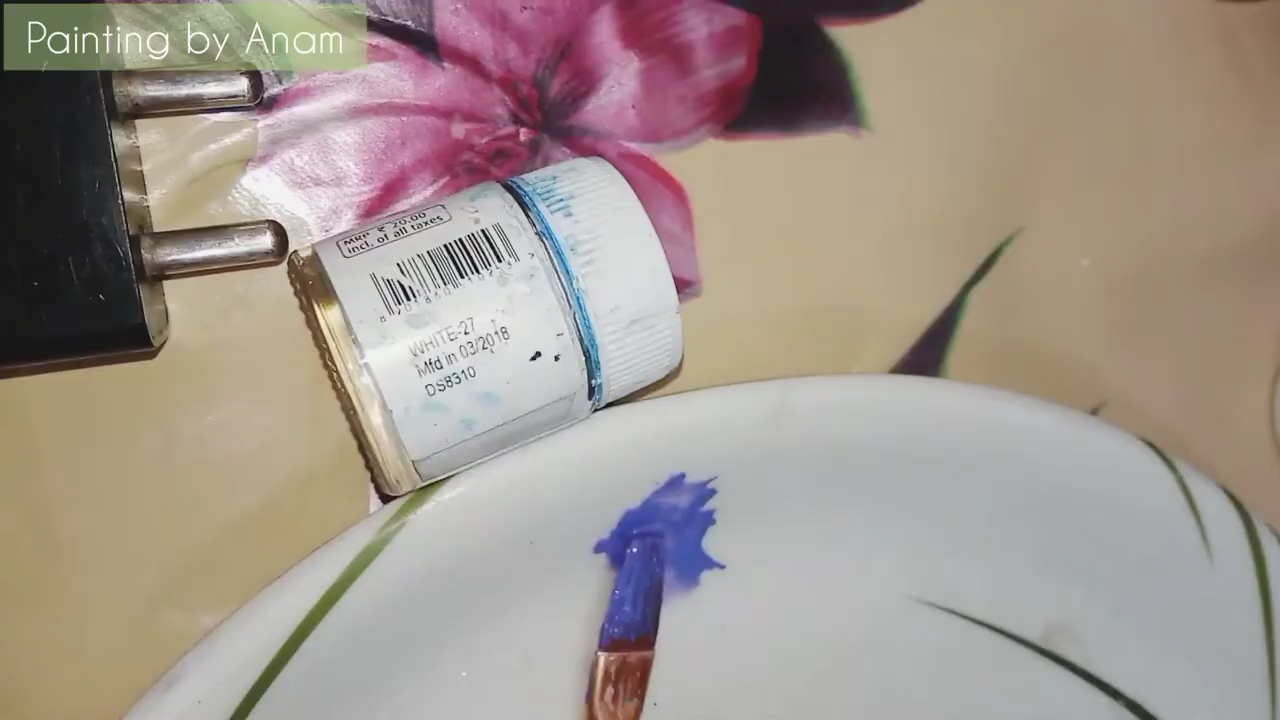 Painting by Anam
MRP ₹ 20.00
incl. of all taxes
WHITE-27
Mfd in 03/2018
DS8310